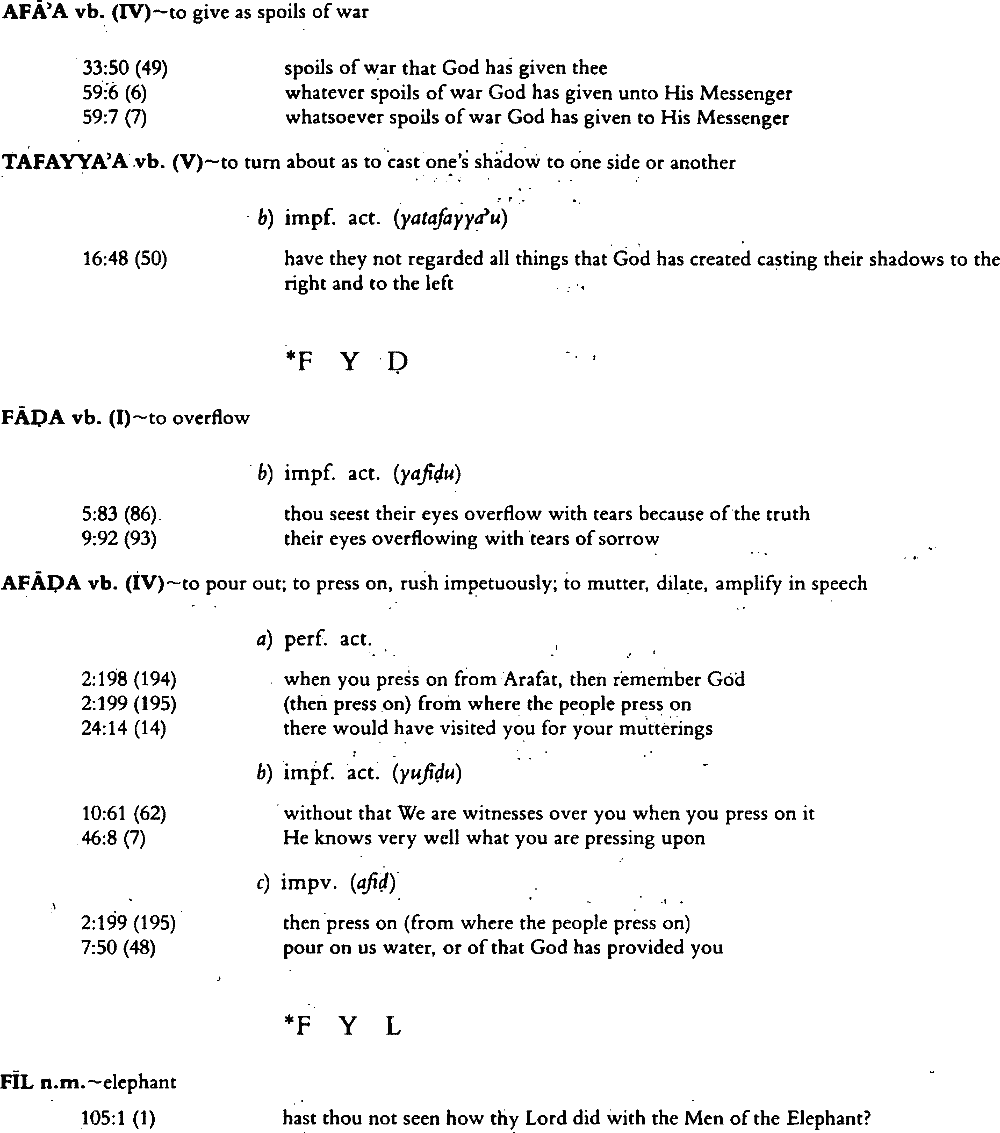 AFĀʾA vb. (IV)~to give as spoils of war
33:50 (49) spoils of war that God has given thee
59:6 (6) whatever spoils of war God has given unto His Messenger
59:7 (7) whatsoever spoils of war God has given to His Messenger
TAFAYYAʾA vb. (V)~to turn about as to cast one's shadow to one side or another
b) impf. act. (yatafayyaʾu)
16:48 (50) have they not regarded all things that God has created casting their shadows to the
right and to the left
*F Y Ḍ
FĀḌA vb. (I)~to overflow
b) impf. act. (yafīḍu)
5:83 (86) thou seest their eyes overflow with tears because of the truth
9:92 (93) their eyes overflowing with tears of sorrow
AFĀḌA vb. (IV)~to pour out; to press on, rush impetuously; to mutter, dilate, amplify in speech
a) perf. act.
2:198 (194) when you press on from Arafat, then remember God
2:199 (195) (then press on) from where the people press on
24:14 (14) there would have visited you for your mutterings
b) impf. act. (yufīḍu)
10:61 (62) without that We are witnesses over you when you press on it
46:8 (7) He knows very well what you are pressing upon
c) impv. (afiḍ)
2:199 (195) then press on (from where the people press on)
7:50 (48) pour on us water, or of that God has provided you
*F Y L
FĪL n.m.~elephant
105:1 (1) hast thou not seen how thy Lord did with the Men of the Elephant?